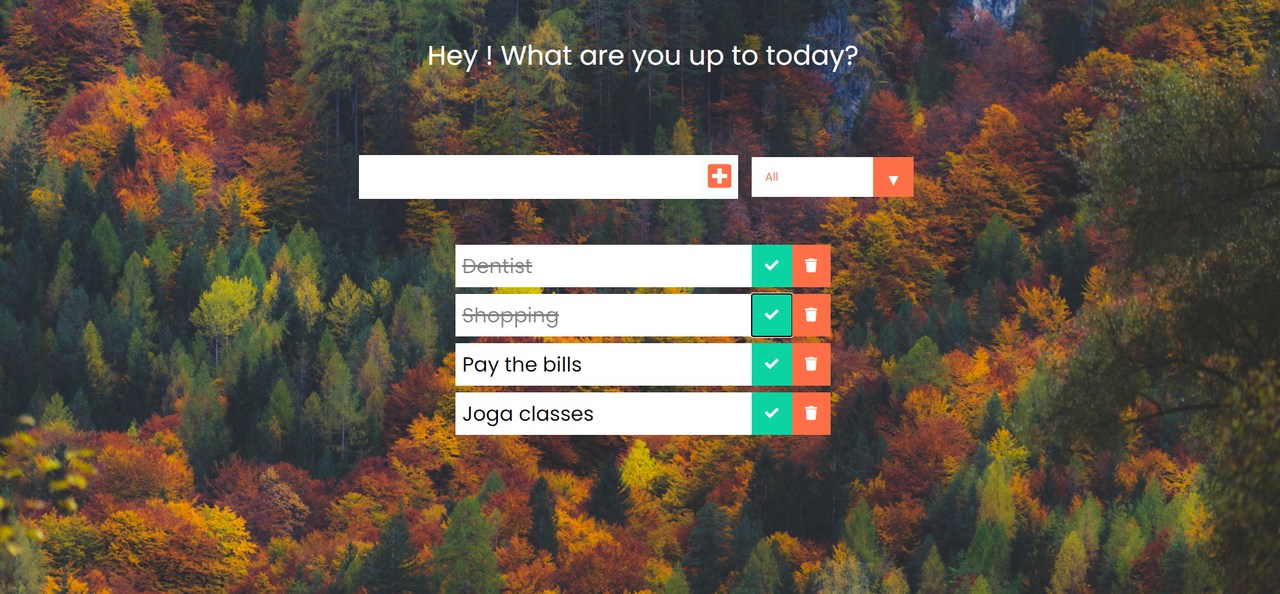 Hey ! What are you up to today?
All
Dentist
Shopping
Pay the bills
Joga classes